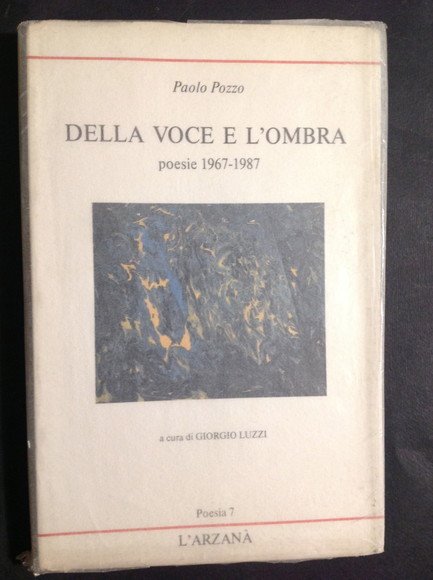 Paolo Pozzo
DELLA VOCE E L'OMBRA
poesie 1967-1987
a cura di GIORGIO LUZZI
Poesia 7
L'ARZANÀ